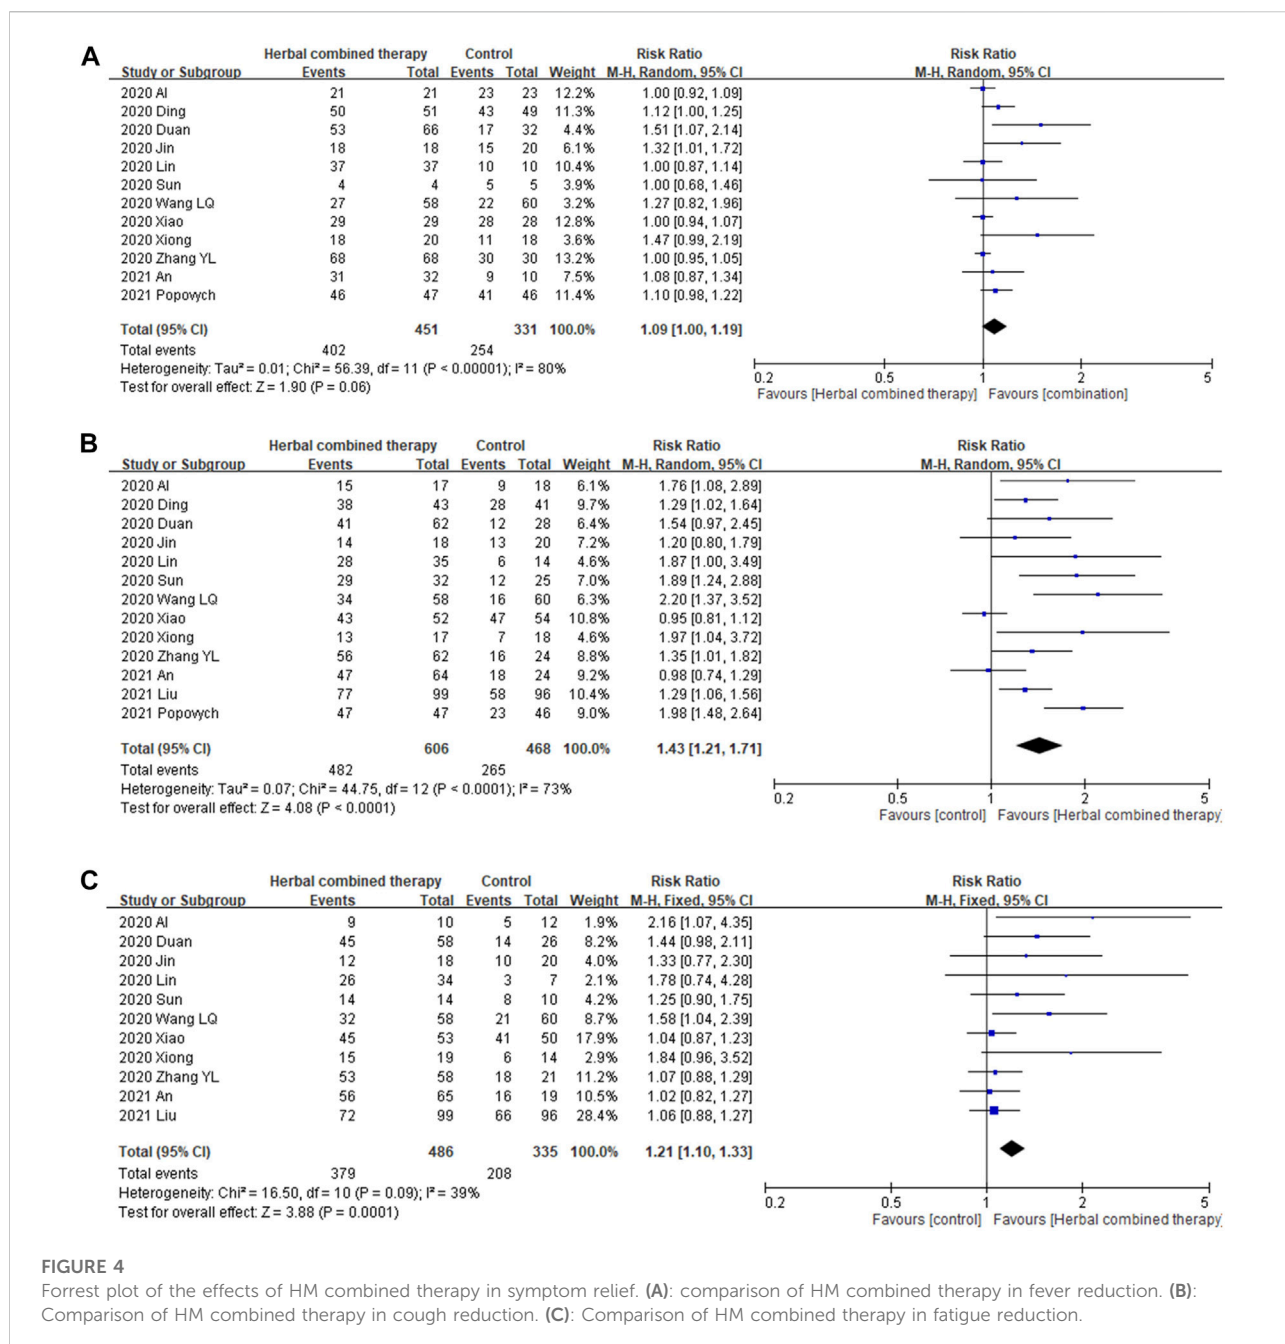 A
Herbal combined therapy Control Risk Ratio Risk Ratio
Study or Subgroup Events Total Events Total Weight M-H, Random, 95% CI M-H, Random, 95% CI
2020 AI 21 21 23 23 12.2% 1.00 [0.92, 1.09]
2020 Ding 50 51 43 49 11.3% 1.12 [1.00, 1.25]
2020 Duan 53 66 17 32 4.4% 1.51 [1.07, 2.14]
2020 Jin 18 18 15 20 6.1% 1.32 [1.01, 1.72]
2020 Lin 37 37 10 10 10.4% 1.00 [0.87, 1.14]
2020 Sun 4 4 5 5 3.9% 1.00 [0.68, 1.46]
2020 Wang LQ 27 58 22 60 3.2% 1.27 [0.82, 1.96]
2020 Xiao 29 29 28 28 12.8% 1.00 [0.94, 1.07]
2020 Xiong 18 20 11 18 3.6% 1.47 [0.99, 2.19]
2020 Zhang YL 68 68 30 30 13.2% 1.00 [0.95, 1.05]
2021 An 31 32 9 10 7.5% 1.08 [0.87, 1.34]
2021 Popovych 46 47 41 46 11.4% 1.10 [0.98, 1.22]
Total (95% CI) 451 331 100.0% 1.09 [1.00, 1.19]
Total events 402 254
Heterogeneity: Tau² = 0.01; Chi² = 56.39, df = 11 (P < 0.00001); I² = 80%
Test for overall effect: Z = 1.90 (P = 0.06)
0.2 0.5 1 2 5
Favours [Herbal combined therapy] Favours [combination]
B
Herbal combined therapy Control Risk Ratio Risk Ratio
Study or Subgroup Events Total Events Total Weight M-H, Random, 95% CI M-H, Random, 95% CI
2020 AI 15 17 9 18 6.1% 1.76 [1.08, 2.89]
2020 Ding 38 43 28 41 9.7% 1.29 [1.02, 1.64]
2020 Duan 41 62 12 28 6.4% 1.54 [0.97, 2.45]
2020 Jin 14 18 13 20 7.2% 1.20 [0.80, 1.79]
2020 Lin 28 35 6 14 4.6% 1.87 [1.00, 3.49]
2020 Sun 29 32 12 25 7.0% 1.89 [1.24, 2.88]
2020 Wang LQ 34 58 16 60 6.3% 2.20 [1.37, 3.52]
2020 Xiao 43 52 47 54 10.8% 0.95 [0.81, 1.12]
2020 Xiong 13 17 7 18 4.6% 1.97 [1.04, 3.72]
2020 Zhang YL 56 62 16 24 8.8% 1.35 [1.01, 1.82]
2021 An 47 64 18 24 9.2% 0.98 [0.74, 1.29]
2021 Liu 77 99 58 96 10.4% 1.29 [1.06, 1.56]
2021 Popovych 47 47 23 46 9.0% 1.98 [1.48, 2.64]
Total (95% CI) 606 468 100.0% 1.43 [1.21, 1.71]
Total events 482 265
Heterogeneity: Tau² = 0.07; Chi² = 44.75, df = 12 (P < 0.0001); I² = 73%
Test for overall effect: Z = 4.08 (P < 0.0001)
0.2 0.5 1 2 5
Favours [control] Favours [Herbal combined therapy]
C
Herbal combined therapy Control Risk Ratio Risk Ratio
Study or Subgroup Events Total Events Total Weight M-H, Fixed, 95% CI M-H, Fixed, 95% CI
2020 AI 9 10 5 12 1.9% 2.16 [1.07, 4.35]
2020 Duan 45 58 14 26 8.2% 1.44 [0.98, 2.11]
2020 Jin 12 18 10 20 4.0% 1.33 [0.77, 2.30]
2020 Lin 26 34 3 7 2.1% 1.78 [0.74, 4.28]
2020 Sun 14 14 8 10 4.2% 1.25 [0.90, 1.75]
2020 Wang LQ 32 58 21 60 8.7% 1.58 [1.04, 2.39]
2020 Xiao 45 53 41 50 17.9% 1.04 [0.87, 1.23]
2020 Xiong 15 19 6 14 2.9% 1.84 [0.96, 3.52]
2020 Zhang YL 53 58 18 21 11.2% 1.07 [0.88, 1.29]
2021 An 56 65 16 19 10.5% 1.02 [0.82, 1.27]
2021 Liu 72 99 66 96 28.4% 1.06 [0.88, 1.27]
Total (95% CI) 486 335 100.0% 1.21 [1.10, 1.33]
Total events 379 208
Heterogeneity: Chi² = 16.50, df = 10 (P = 0.09); I² = 39%
Test for overall effect: Z = 3.88 (P = 0.0001)
0.2 0.5 1 2 5
Favours [control] Favours [Herbal combined therapy]
FIGURE 4
Forrest plot of the effects of HM combined therapy in symptom relief. (A): comparison of HM combined therapy in fever reduction. (B):
Comparison of HM combined therapy in cough reduction. (C): Comparison of HM combined therapy in fatigue reduction.